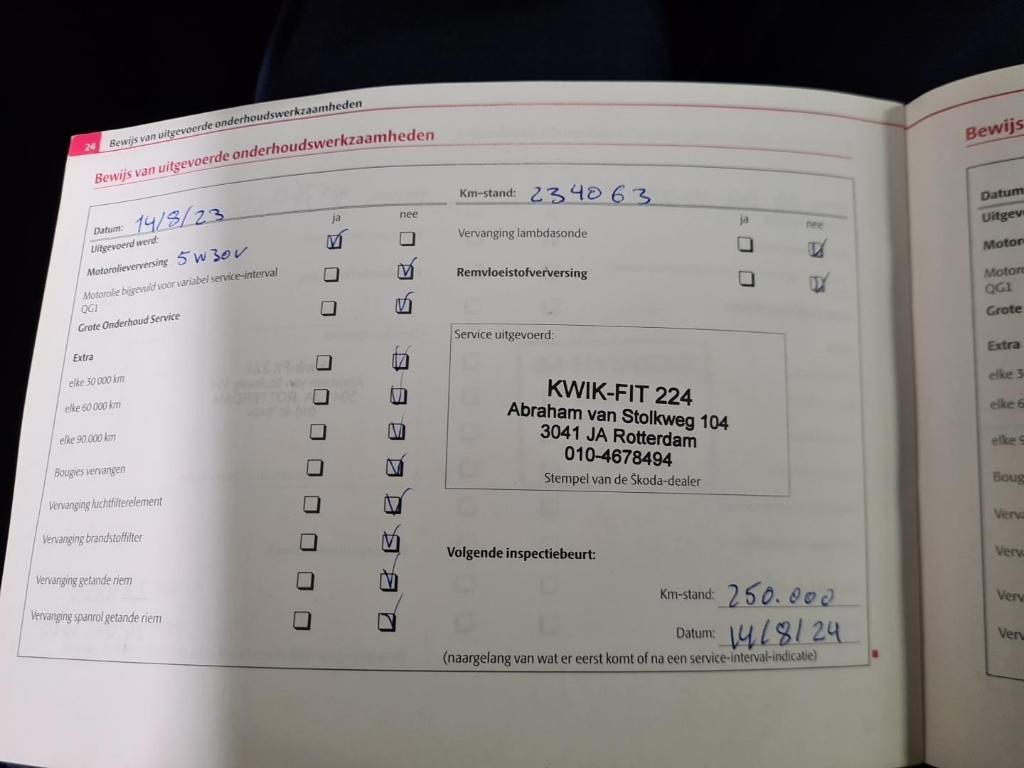 24 Bewijs van uitgevoerde onderhoudswerkzaamheden
Bewijs van uitgevoerde onderhoudswerkzaamheden
Datum: 14/8/23
Uitgevoerd werd:
ja nee
Motorolieverversing 5W30V
Motorolie bijgevuld voor variabel service-interval
QG1
Grote Onderhoud Service
Extra
elke 30 000 km
elke 60 000 km
elke 90.000 km
Bougies vervangen
Vervanging luchtfilterelement
Vervanging brandstoffilter
Vervanging getande riem
Vervanging spanrol getande riem
Km-stand: 234063
ja nee
Vervanging lambdasonde
Remvloeistofverversing
Service uitgevoerd:
KWIK-FIT 224
Abraham van Stolkweg 104
3041 JA Rotterdam
010-4678494
Stempel van de Škoda-dealer
Volgende inspectiebeurt:
Km-stand: 250.000
Datum: 14/8/24
(naargelang van wat er eerst komt of na een service-interval-indicatie)
Bewijs
Datum
Uitgevo
Motor
Motoro
QG1
Grote
Extra
elke 3
elke 6
elke 9
Boug
Verva
Verv
Verv
Verv